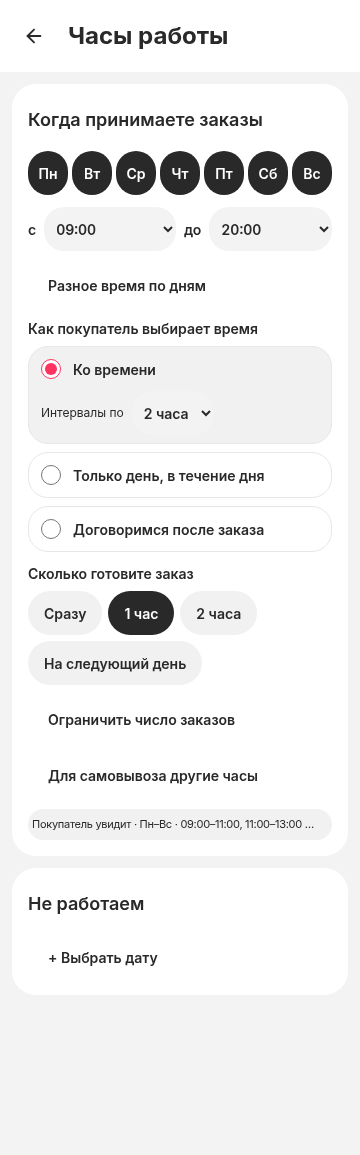 Часы работы
Когда принимаете заказы
Пн Вт Ср Чт Пт Сб Вс
с 09:00 до 20:00
Разное время по дням
Как покупатель выбирает время
Ко времени
Интервалы по 2 часа
Только день, в течение дня
Договоримся после заказа
Сколько готовите заказ
Сразу 1 час 2 часа
На следующий день
Ограничить число заказов
Для самовывоза другие часы
Покупатель увидит · Пн–Вс · 09:00–11:00, 11:00–13:00 ...
Не работаем
+ Выбрать дату